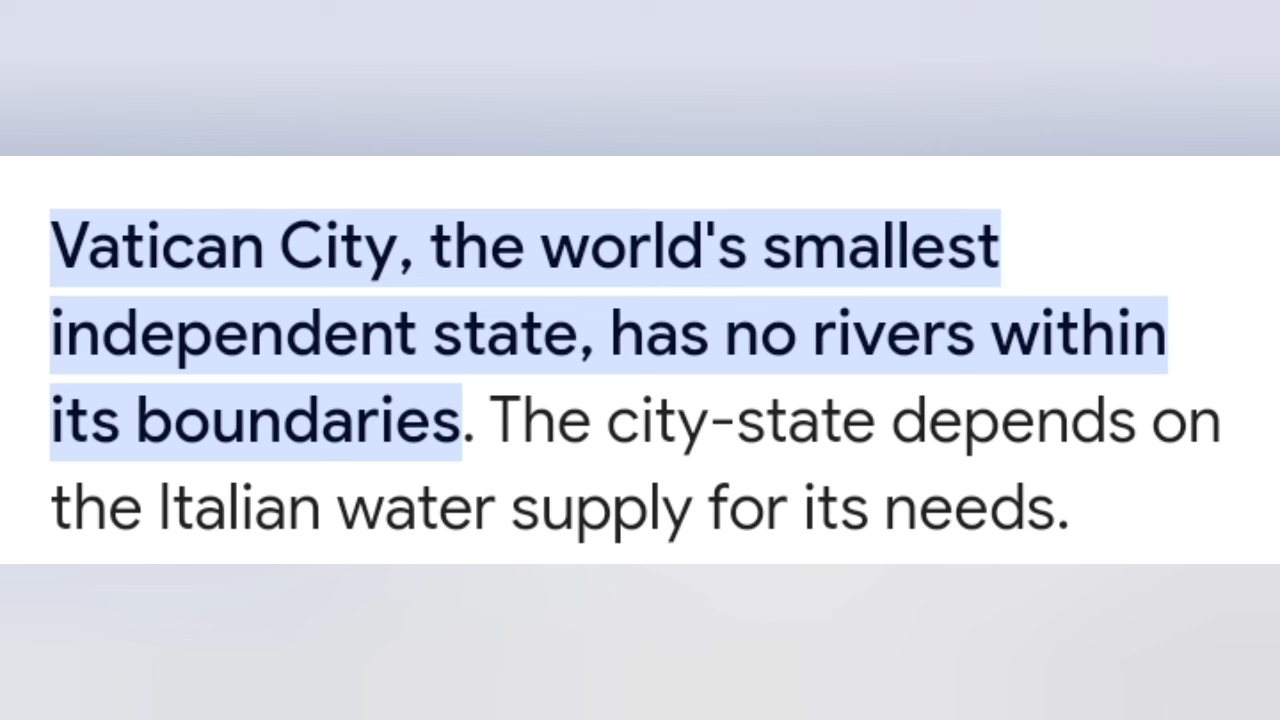 Vatican City, the world's smallest
independent state, has no rivers within
its boundaries. The city-state depends on
the Italian water supply for its needs.